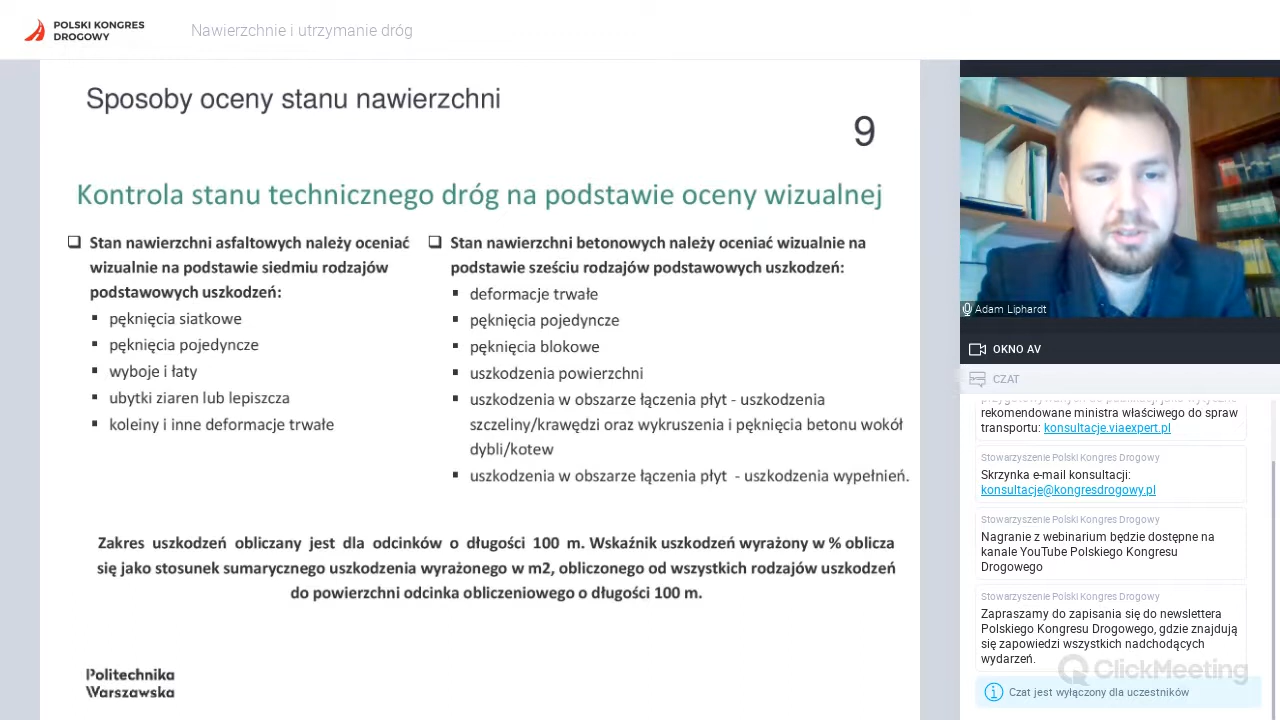 POLSKI KONGRES
DROGOWY
Nawierzchnie i utrzymanie dróg
Sposoby oceny stanu nawierzchni
9
Kontrola stanu technicznego dróg na podstawie oceny wizualnej
Stan nawierzchni asfaltowych należy oceniać
wizualnie na podstawie siedmiu rodzajów
podstawowych uszkodzeń:
pęknięcia siatkowe
pęknięcia pojedyncze
wyboje i łaty
ubytki ziaren lub lepiszcza
koleiny i inne deformacje trwałe
Stan nawierzchni betonowych należy oceniać wizualnie na
podstawie sześciu rodzajów podstawowych uszkodzeń:
deformacje trwałe
pęknięcia pojedyncze
pęknięcia blokowe
uszkodzenia powierzchni
uszkodzenia w obszarze łączenia płyt - uszkodzenia
szczeliny/krawędzi oraz wykruszenia i pęknięcia betonu wokół
dybli/kotew
uszkodzenia w obszarze łączenia płyt - uszkodzenia wypełnień.
Zakres uszkodzeń obliczany jest dla odcinków o długości 100 m. Wskaźnik uszkodzeń wyrażony w % oblicza
się jako stosunek sumarycznego uszkodzenia wyrażonego w m2, obliczonego od wszystkich rodzajów uszkodzeń
do powierzchni odcinka obliczeniowego o długości 100 m.
Politechnika
Warszawska
Adam Liphardt
OKNO AV
CZAT
rekomendowane ministra właściwego do spraw
transportu: konsultacje.viaexpert.pl
Stowarzyszenie Polski Kongres Drogowy
Skrzynka e-mail konsultacji:
konsultacje@kongresdrogowy.pl
Stowarzyszenie Polski Kongres Drogowy
Nagranie z webinarium będzie dostępne na
kanale YouTube Polskiego Kongresu
Drogowego
Stowarzyszenie Polski Kongres Drogowy
Zapraszamy do zapisania się do newslettera
Polskiego Kongresu Drogowego, gdzie znajdują
się zapowiedzi wszystkich nadchodzących
wydarzeń.
ClickMeeting
Czat jest wyłączony dla uczestników